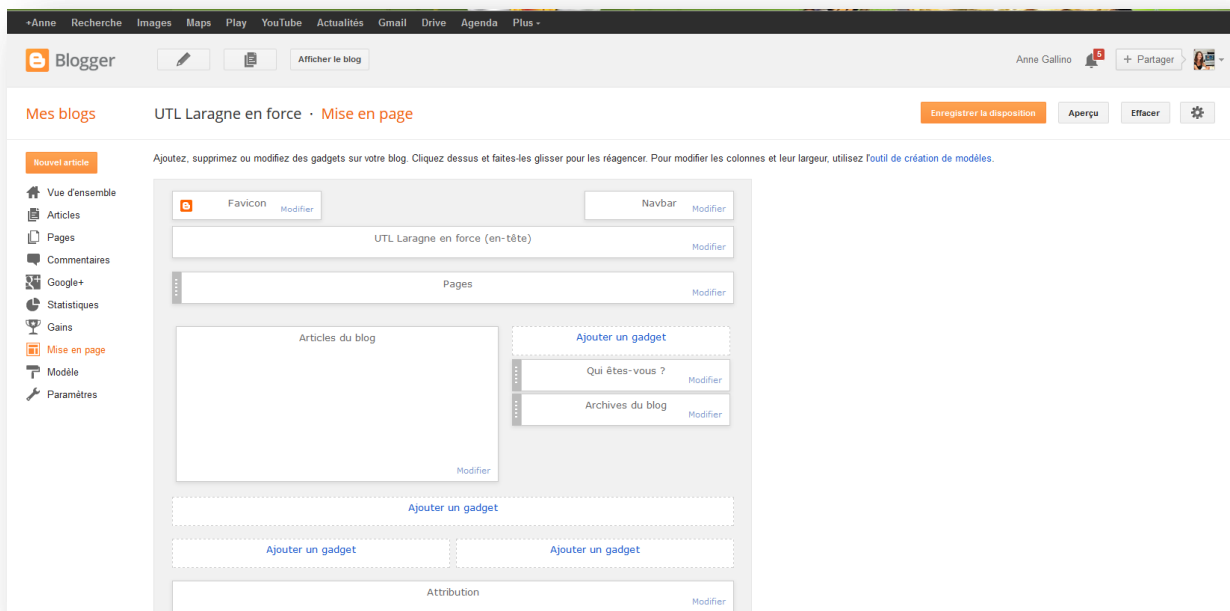 +Anne Recherche Images Maps Play YouTube Actualités Gmail Drive Agenda Plus
Blogger Afficher le blog Anne Gallino 5 + Partager
Mes blogs UTL Laragne en force · Mise en page Enregistrer la disposition Aperçu Effacer
Nouvel article
Ajoutez, supprimez ou modifiez des gadgets sur votre blog. Cliquez dessus et faites-les glisser pour les réagencer. Pour modifier les colonnes et leur largeur, utilisez l'outil de création de modèles.
Vue d'ensemble
Articles
Pages
Commentaires
Google+
Statistiques
Gains
Mise en page
Modèle
Paramètres
Favicon Modifier
Navbar Modifier
UTL Laragne en force (en-tête)
Modifier
Pages
Modifier
Articles du blog
Modifier
Ajouter un gadget
Qui êtes-vous ?
Modifier
Archives du blog
Modifier
Ajouter un gadget
Ajouter un gadget Ajouter un gadget
Attribution
Modifier